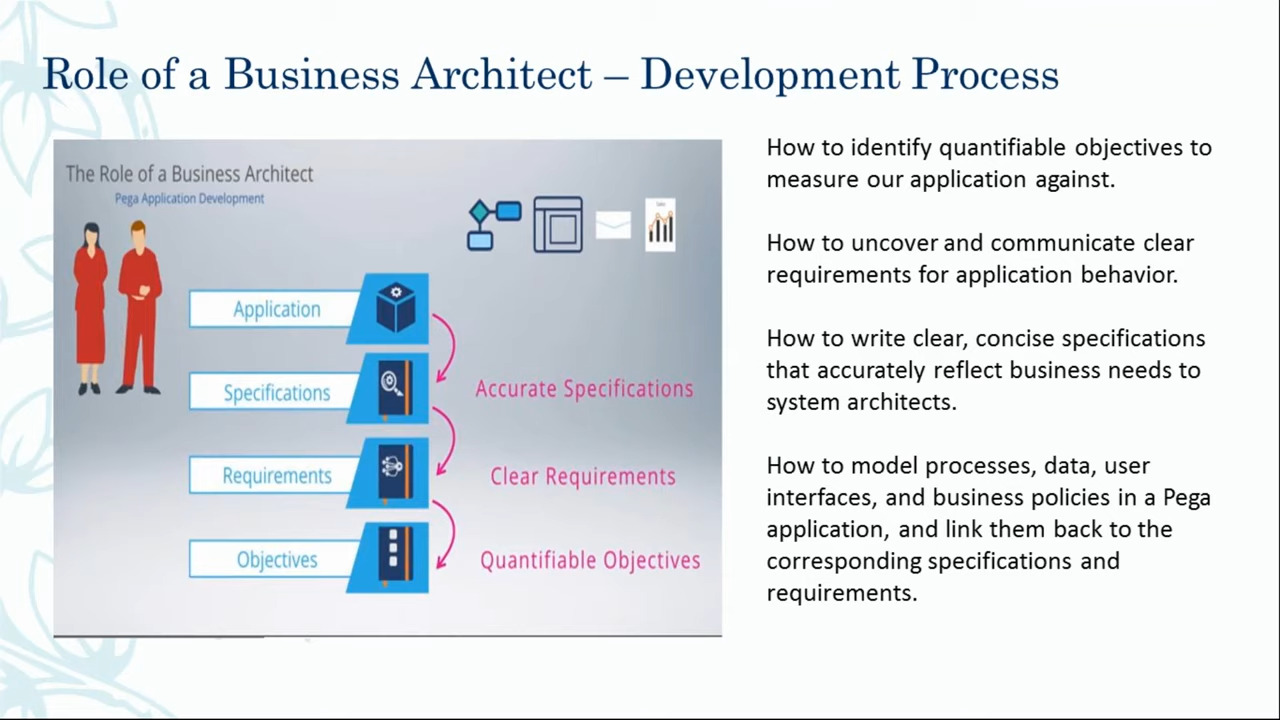 Role of a Business Architect – Development Process
The Role of a Business Architect
Pega Application Development
Application
Specifications
Accurate Specifications
Requirements
Clear Requirements
Objectives
Quantifiable Objectives
How to identify quantifiable objectives to
measure our application against.
How to uncover and communicate clear
requirements for application behavior.
How to write clear, concise specifications
that accurately reflect business needs to
system architects.
How to model processes, data, user
interfaces, and business policies in a Pega
application, and link them back to the
corresponding specifications and
requirements.